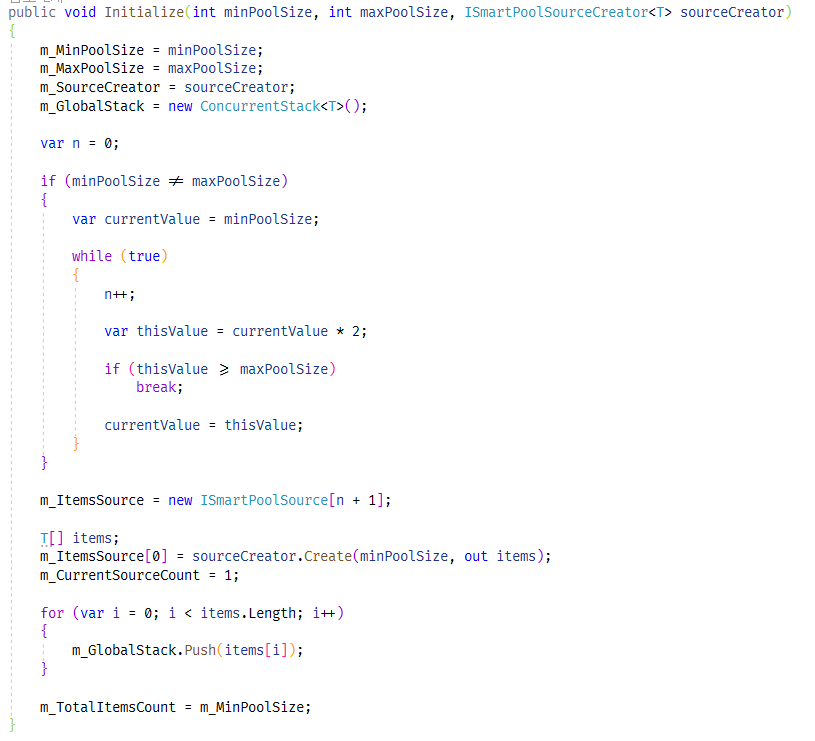 public void Initialize(int minPoolSize, int maxPoolSize, ISmartPoolSourceCreator<T> sourceCreator)
{
    m_MinPoolSize = minPoolSize;
    m_MaxPoolSize = maxPoolSize;
    m_SourceCreator = sourceCreator;
    m_GlobalStack = new ConcurrentStack<T>();

    var n = 0;

    if (minPoolSize ≠ maxPoolSize)
    {
        var currentValue = minPoolSize;

        while (true)
        {
            n++;

            var thisValue = currentValue * 2;

            if (thisValue ⩾ maxPoolSize)
                break;

            currentValue = thisValue;
        }
    }

    m_ItemsSource = new ISmartPoolSource[n + 1];

    T[] items;
    m_ItemsSource[0] = sourceCreator.Create(minPoolSize, out items);
    m_CurrentSourceCount = 1;

    for (var i = 0; i < items.Length; i++)
    {
        m_GlobalStack.Push(items[i]);
    }

    m_TotalItemsCount = m_MinPoolSize;
}